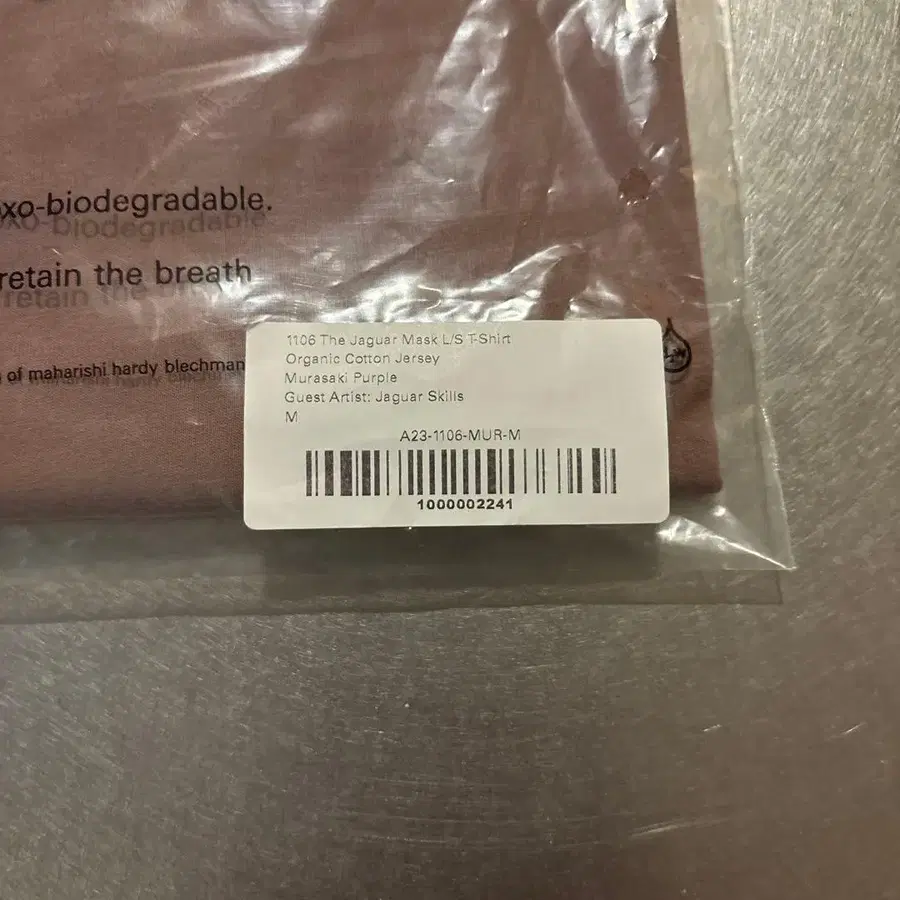 oxo-biodegradable.
retain the breath
of maharishi hardy blechman
1106 The Jaguar Mask L/S T-Shirt
Organic Cotton Jersey
Murasaki Purple
Guest Artist: Jaguar Skills
M
A23-1106-MUR-M
1000002241